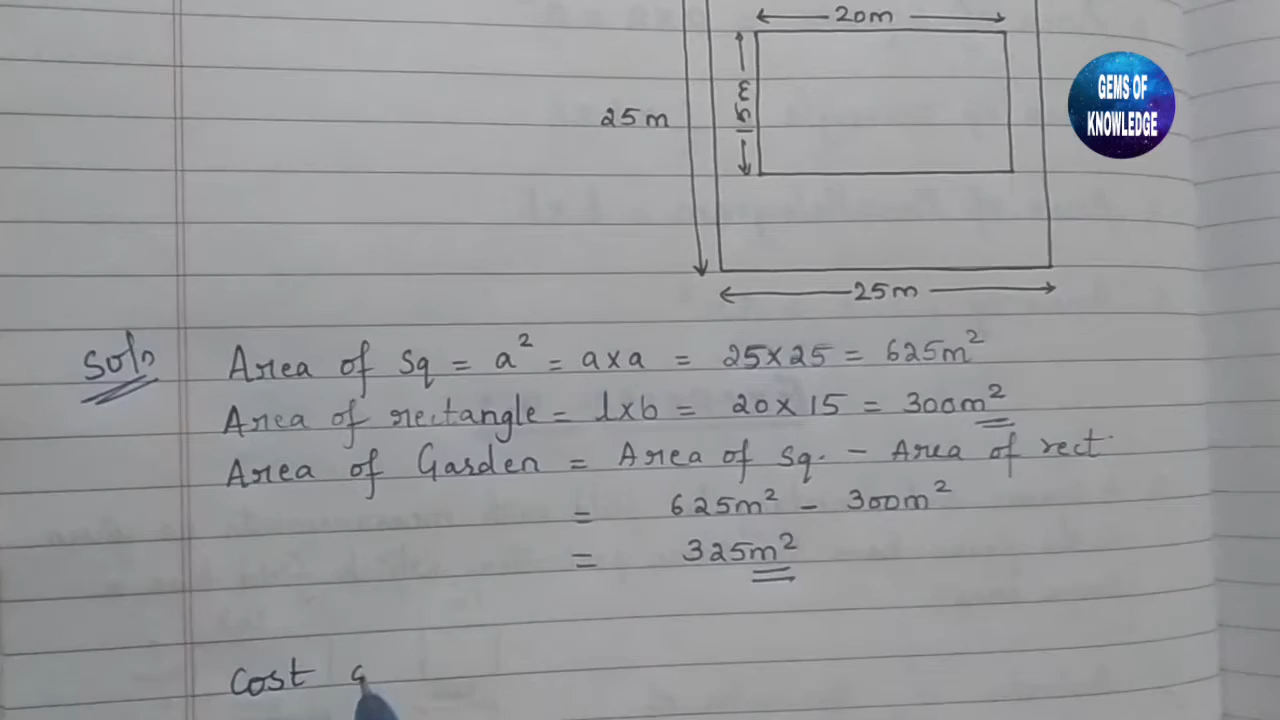 20m
GEMS OF
KNOWLEDGE
15m
25m
25m
Soln
Area of Sq = a² = a×a = 25×25 = 625m²
Area of rectangle = l×b = 20×15 = 300m²
Area of Garden = Area of sq. - Area of rect.
= 625m² - 300m²
= 325m²
Cost